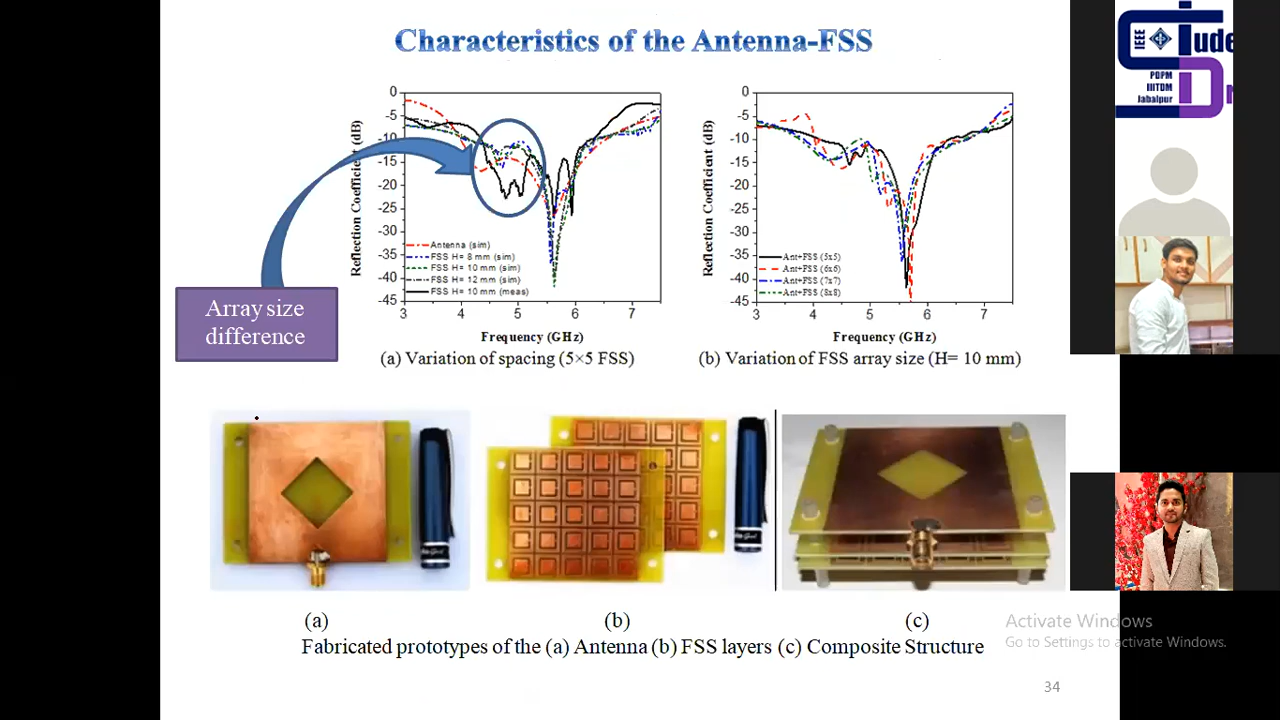 Characteristics of the Antenna-FSS
IEEE
Stude
PDPM
IIITDM
Jabalpur
0
-5
-10
-15
-20
-25
-30
-35
-40
-45
Reflection Coefficient (dB)
Antenna (sim)
FSS H= 8 mm (sim)
FSS H= 10 mm (sim)
FSS H= 12 mm (sim)
FSS H= 10 mm (meas)
3
4
5
6
7
Frequency (GHz)
(a) Variation of spacing (5×5 FSS)
0
-5
-10
-15
-20
-25
-30
-35
-40
-45
Reflection Coefficient (dB)
Ant+FSS (5x5)
Ant+FSS (6x6)
Ant+FSS (7x7)
Ant+FSS (8x8)
3
4
5
6
7
Frequency (GHz)
(b) Variation of FSS array size (H= 10 mm)
Array size
difference
(a)
(b)
(c)
Fabricated prototypes of the (a) Antenna (b) FSS layers (c) Composite Structure
Activate Windows
Go to Settings to activate Windows.
34